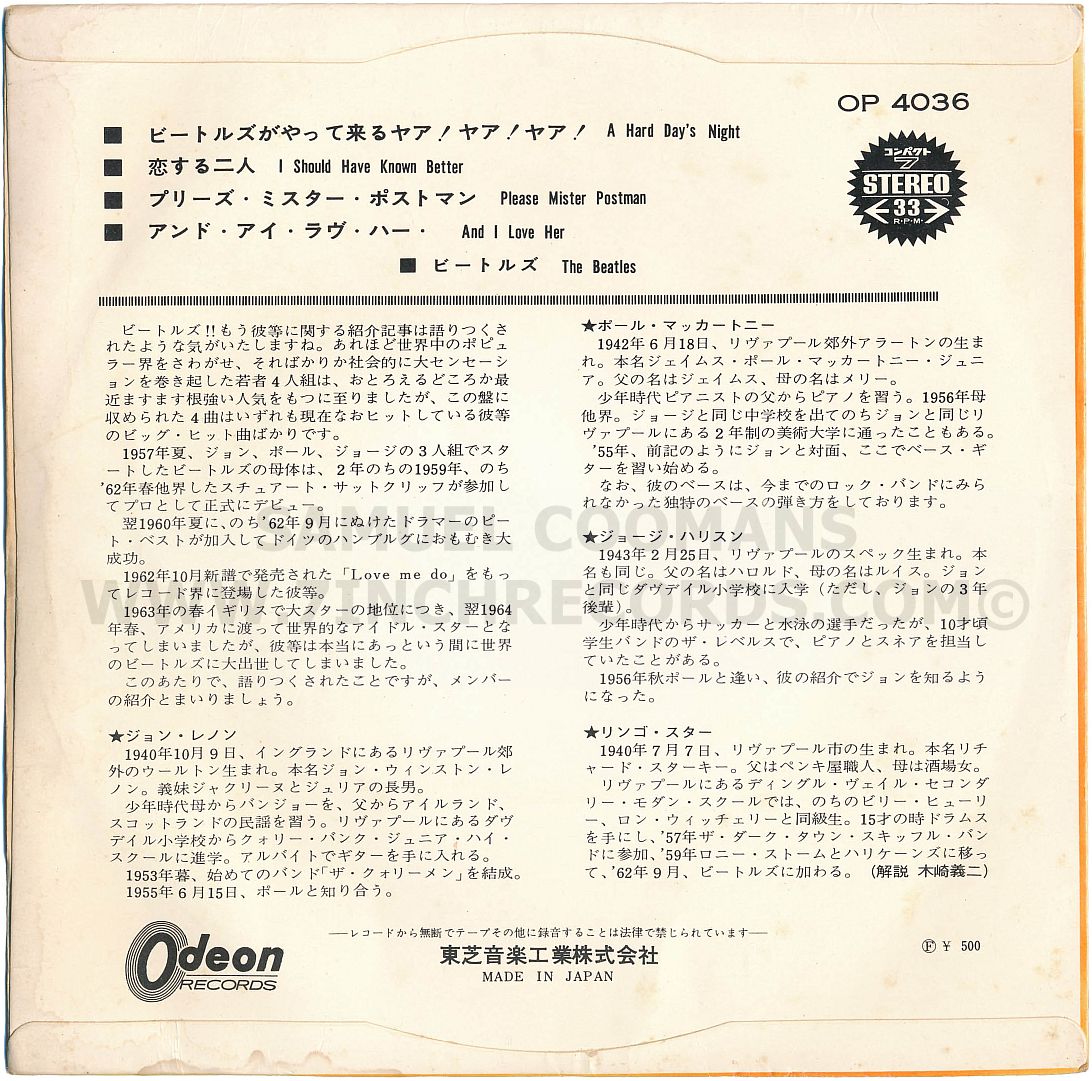 OP 4036
■ ビートルズがやって来るヤア!ヤア!ヤア! A Hard Day's Night
■ 恋する二人 I Should Have Known Better
■ プリーズ・ミスター・ポストマン Please Mister Postman
■ アンド・アイ・ラヴ・ハー・ And I Love Her
■ ビートルズ The Beatles
コンパクト
7
STEREO
33
R・P・M・
ビートルズ!!もう彼等に関する紹介記事は語りつくさ
れたような気がいたしますね。あれほど世界中のポピュ
ラー界をさわがせ、そればかりか社会的に大センセーシ
ョンを巻き起した若者4人組は、おとろえるどころか最
近ますます根強い人気をもつに至りましたが、この盤に
収められた4曲はいずれも現在なおヒットしている彼等
のビッグ・ヒット曲ばかりです。
1957年夏、ジョン、ポール、ジョージの3人組でスタ
ートしたビートルズの母体は、2年のちの1959年、のち
'62年春他界したスチュアート・サットクリッフが参加し
てプロとして正式にデビュー。
翌1960年夏に、のち'62年9月にぬけたドラマーのピー
ト・ベストが加入してドイツのハンブルグにおもむき大
成功。
1962年10月新譜で発売された「Love me do」をもっ
てレコード界に登場した彼等。
1963年の春イギリスで大スターの地位につき、翌1964
年春、アメリカに渡って世界的なアイドル・スターとな
ってしまいましたが、彼等は本当にあっという間に世界
のビートルズに大出世してしまいました。
このあたりで、語りつくされたことですが、メンバー
の紹介とまいりましょう。
★ジョン・レノン
1940年10月9日、イングランドにあるリヴァプール郊
外のウールトン生まれ。本名ジョン・ウィンストン・レ
ノン。義妹ジャクリーヌとジュリアの長男。
少年時代母からバンジョーを、父からアイルランド、
スコットランドの民謡を習う。リヴァプールにあるダヴ
デイル小学校からクォリー・バンク・ジュニア・ハイ・
スクールに進学。アルバイトでギターを手に入れる。
1953年暮、始めてのバンド「ザ・クォリーメン」を結成。
1955年6月15日、ポールと知り合う。
★ポール・マッカートニー
1942年6月18日、リヴァプール郊外アラートンの生ま
れ。本名ジェイムス・ポール・マッカートニー・ジュニ
ア。父の名はジェイムス、母の名はメリー。
少年時代ピアニストの父からピアノを習う。1956年母
他界。ジョージと同じ中学校を出てのちジョンと同じリ
ヴァプールにある2年制の美術大学に通ったこともある。
'55年、前記のようにジョンと対面、ここでベース・ギ
ターを習い始める。
なお、彼のベースは、今までのロック・バンドにみら
れなかった独特のベースの弾き方をしております。
★ジョージ・ハリスン
1943年2月25日、リヴァプールのスペック生まれ。本
名も同じ。父の名はハロルド、母の名はルイス。ジョン
と同じダヴデイル小学校に入学(ただし、ジョンの3年
後輩)。
少年時代からサッカーと水泳の選手だったが、10才頃
学生バンドのザ・レベルスで、ピアノとスネアを担当し
ていたことがある。
1956年秋ポールと逢い、彼の紹介でジョンを知るよう
になった。
★リンゴ・スター
1940年7月7日、リヴァプール市の生まれ。本名リチ
ャード・スターキー。父はペンキ屋職人、母は酒場女。
リヴァプールにあるディングル・ヴェイル・セコンダ
リー・モダン・スクールでは、のちのビリー・ヒューリ
ー、ロン・ウィッチェリーと同級生。15才の時ドラムス
を手にし、'57年ザ・ダーク・タウン・スキッフル・バン
ドに参加、'59年ロニー・ストームとハリケーンズに移っ
て、'62年9月、ビートルズに加わる。(解説 木崎義二)
SAMUEL COOMANS
WWW.7INCHRECORDS.COM©
Odeon
RECORDS
―レコードから無断でテープその他に録音することは法律で禁じられています―
東芝音楽工業株式会社
MADE IN JAPAN
Ⓕ ¥ 500